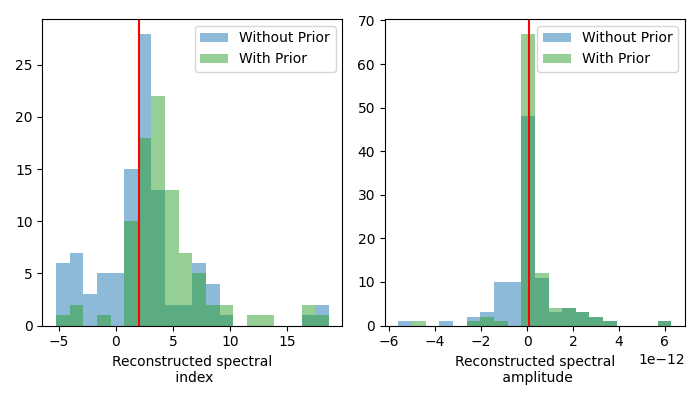 Without Prior
With Prior
25
20
15
10
5
0
−5
0
5
10
15
Reconstructed spectral
index
Without Prior
With Prior
70
60
50
40
30
20
10
0
−6
−4
−2
0
2
4
6
1e−12
Reconstructed spectral
amplitude